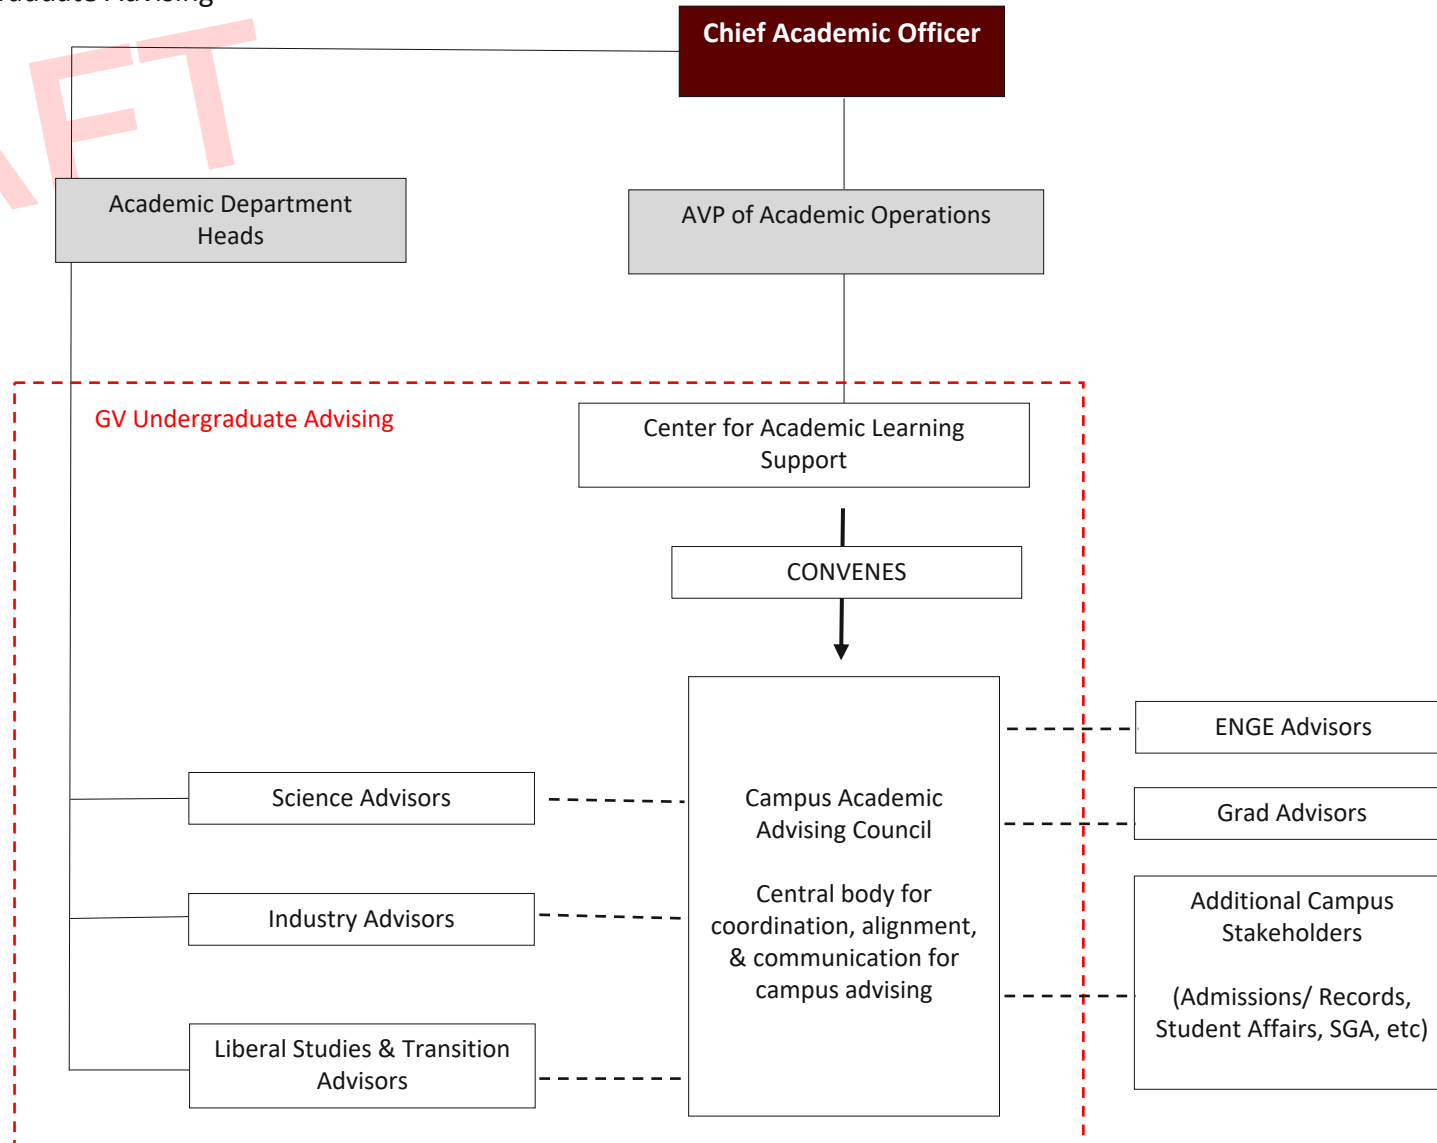 Advising
AFT
Chief Academic Officer
Academic Department
Heads
AVP of Academic Operations
GV Undergraduate Advising
Center for Academic Learning
Support
CONVENES
Campus Academic
Advising Council
Central body for
coordination, alignment,
& communication for
campus advising
Science Advisors
Industry Advisors
Liberal Studies & Transition
Advisors
ENGE Advisors
Grad Advisors
Additional Campus
Stakeholders
(Admissions/ Records,
Student Affairs, SGA, etc)